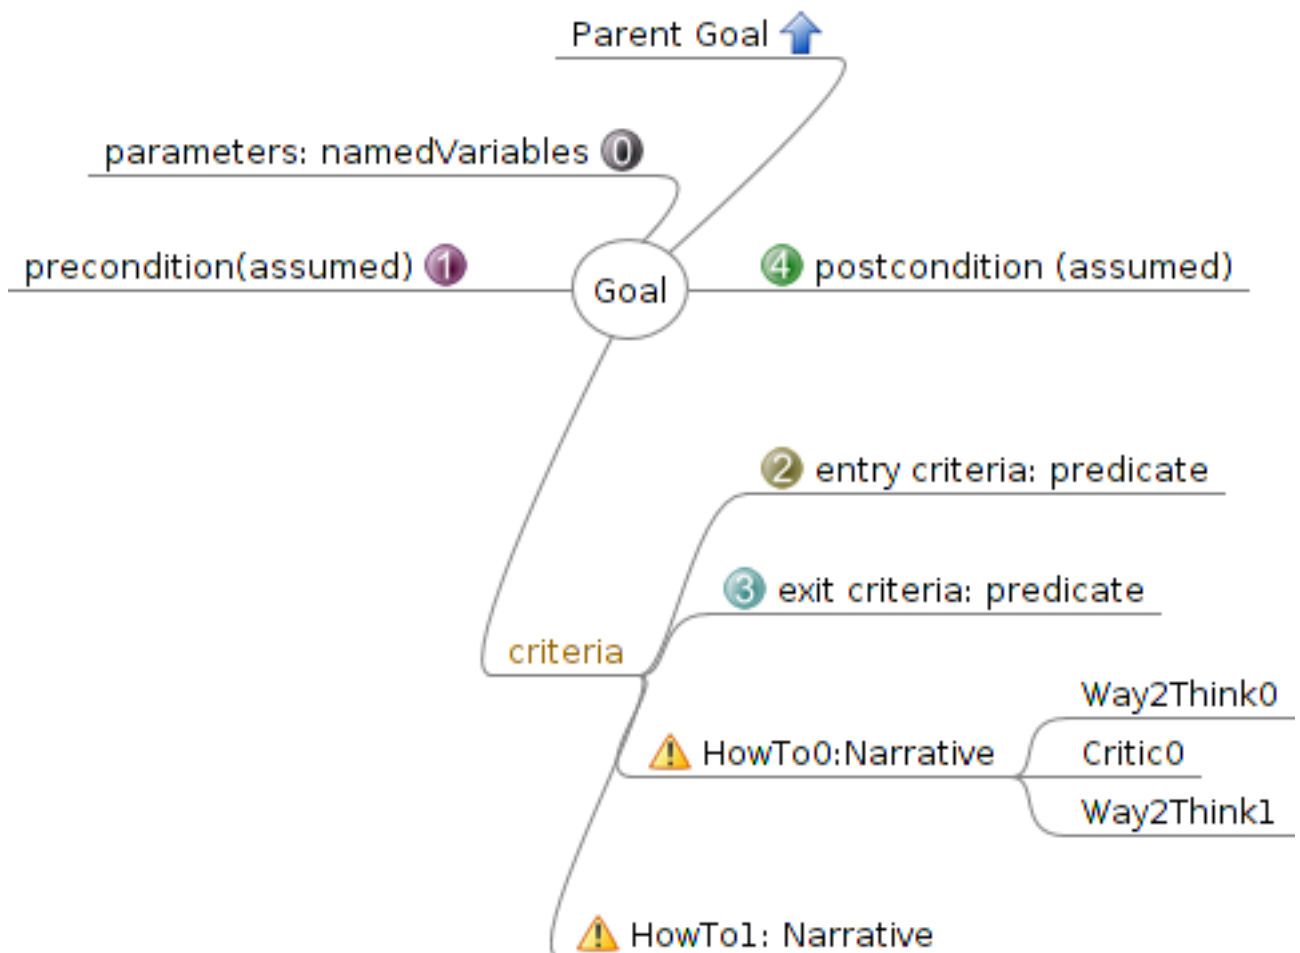 Parent Goal
parameters: namedVariables 0
precondition(assumed) 1
Goal
4 postcondition (assumed)
2 entry criteria: predicate
3 exit criteria: predicate
criteria
Way2Think0
HowTo0:Narrative
Critic0
Way2Think1
HowTo1: Narrative